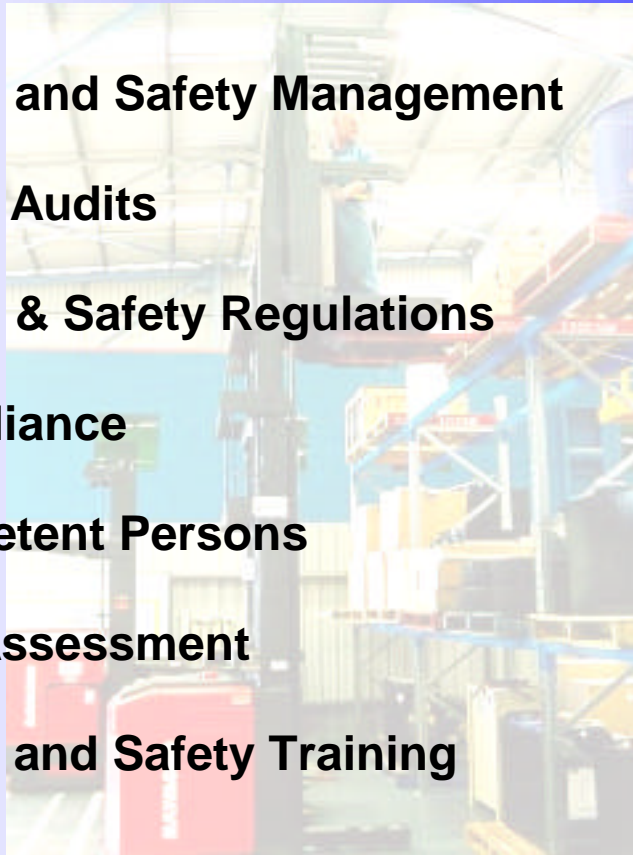 and Safety Management
Audits
& Safety Regulations
liance
etent Persons
ssessment
and Safety Training